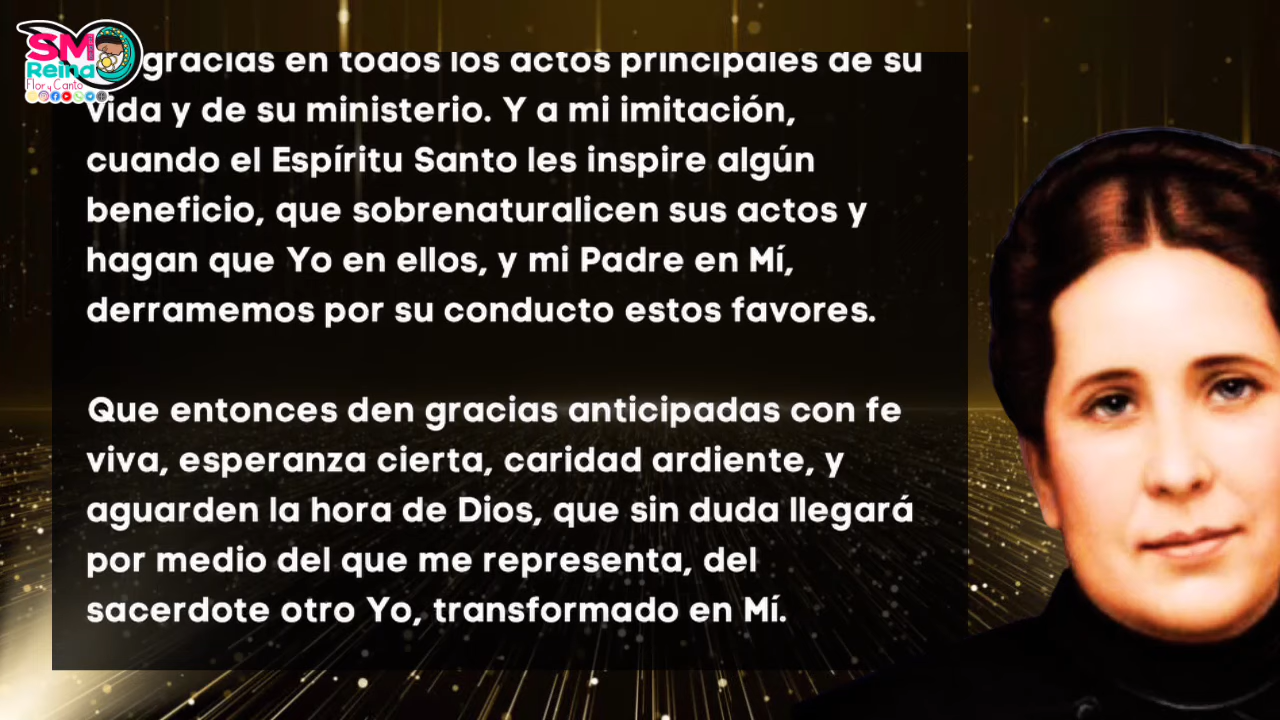 SM
Reina
Flor y Canto
gracias en todos los actos principales de su
vida y de su ministerio. Y a mi imitación,
cuando el Espíritu Santo les inspire algún
beneficio, que sobrenaturalicen sus actos y
hagan que Yo en ellos, y mi Padre en Mí,
derramemos por su conducto estos favores.
Que entonces den gracias anticipadas con fe
viva, esperanza cierta, caridad ardiente, y
aguarden la hora de Dios, que sin duda llegará
por medio del que me representa, del
sacerdote otro Yo, transformado en Mí.